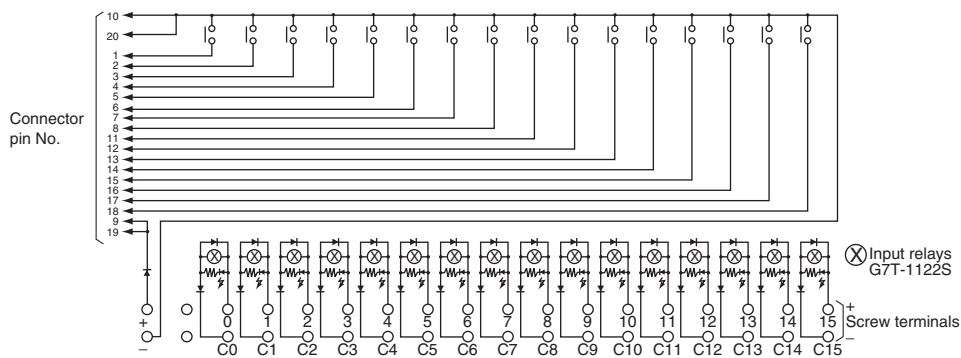 10
20
1
2
3
4
5
6
7
8
11
12
13
14
15
16
17
18
9
19
Connector
pin No.
Input relays
G7T-1122S
+ 0 1 2 3 4 5 6 7 8 9 10 11 12 13 14 15 +
Screw terminals
– C0 C1 C2 C3 C4 C5 C6 C7 C8 C9 C10 C11 C12 C13 C14 C15 –